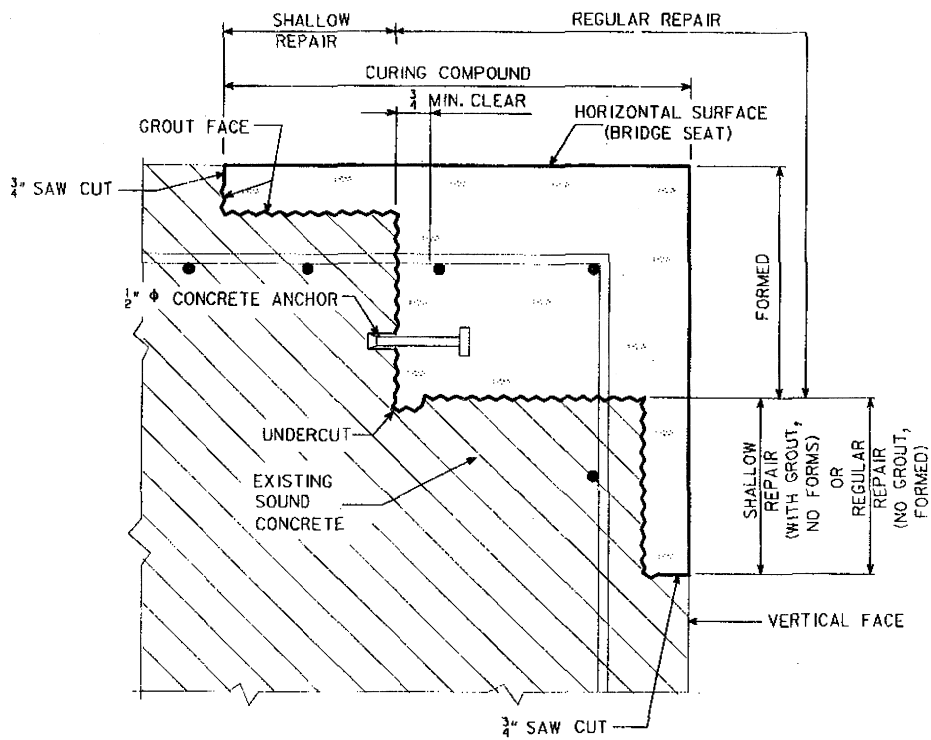 SHALLOW
REPAIR
REGULAR REPAIR
CURING COMPOUND
3/4 MIN. CLEAR
HORIZONTAL SURFACE
(BRIDGE SEAT)
GROUT FACE
3/4" SAW CUT
FORMED
1/2" ϕ CONCRETE ANCHOR
UNDERCUT
EXISTING
SOUND
CONCRETE
SHALLOW
REPAIR
(WITH GROUT,
NO FORMS)
OR
REGULAR
REPAIR
(NO GROUT,
FORMED)
VERTICAL FACE
3/4" SAW CUT